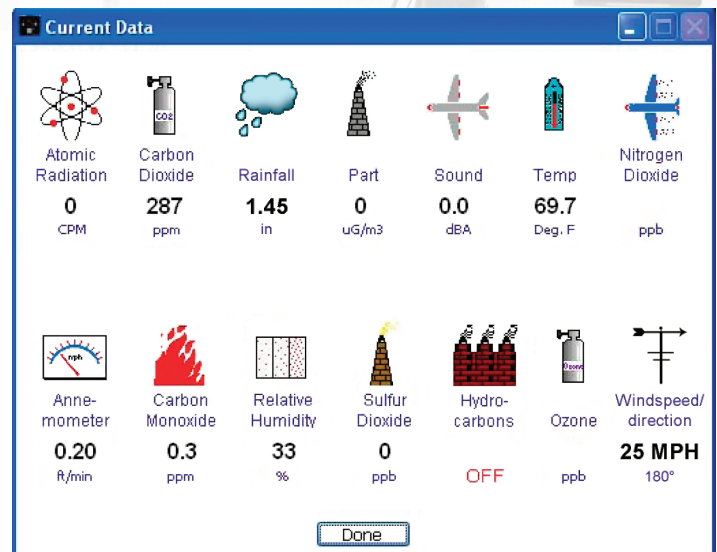 Current Data
CO2
Atomic Radiation
Carbon Dioxide
Rainfall
Part
Sound
Temp
Nitrogen Dioxide
0
287
1.45
0
0.0
69.7
CPM
ppm
in
uG/m3
dBA
Deg. F
ppb
mph
Ozone
Anne-
mometer
Carbon
Monoxide
Relative
Humidity
Sulfur
Dioxide
Hydro-
carbons
Ozone
Windspeed/
direction
0.20
0.3
33
0
25 MPH
ft/min
ppm
%
ppb
OFF
ppb
180°
Done